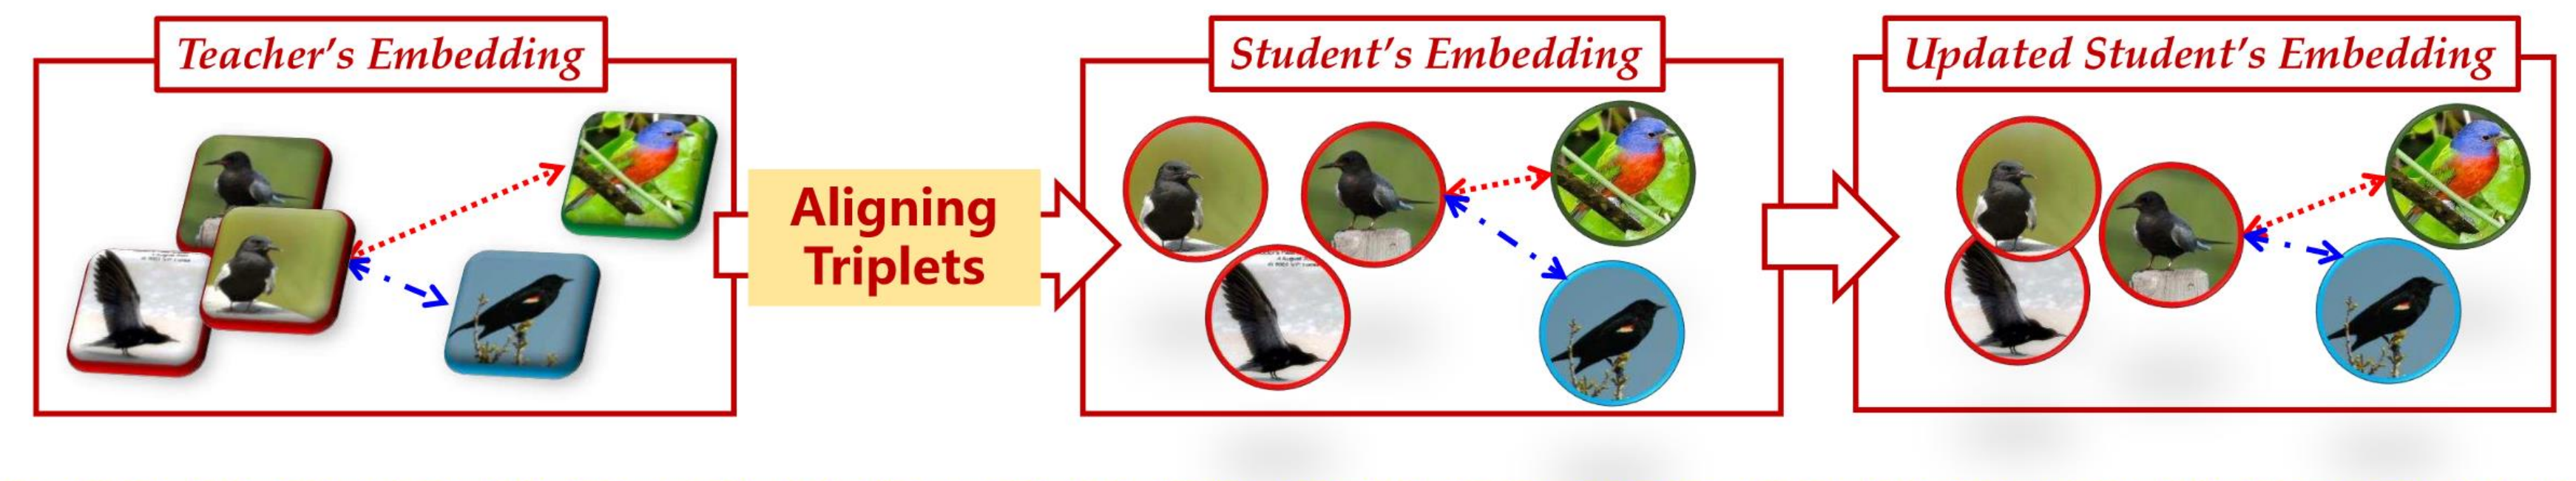 Teacher's Embedding
Student's Embedding
Updated Student's Embedding
Aligning
Triplets